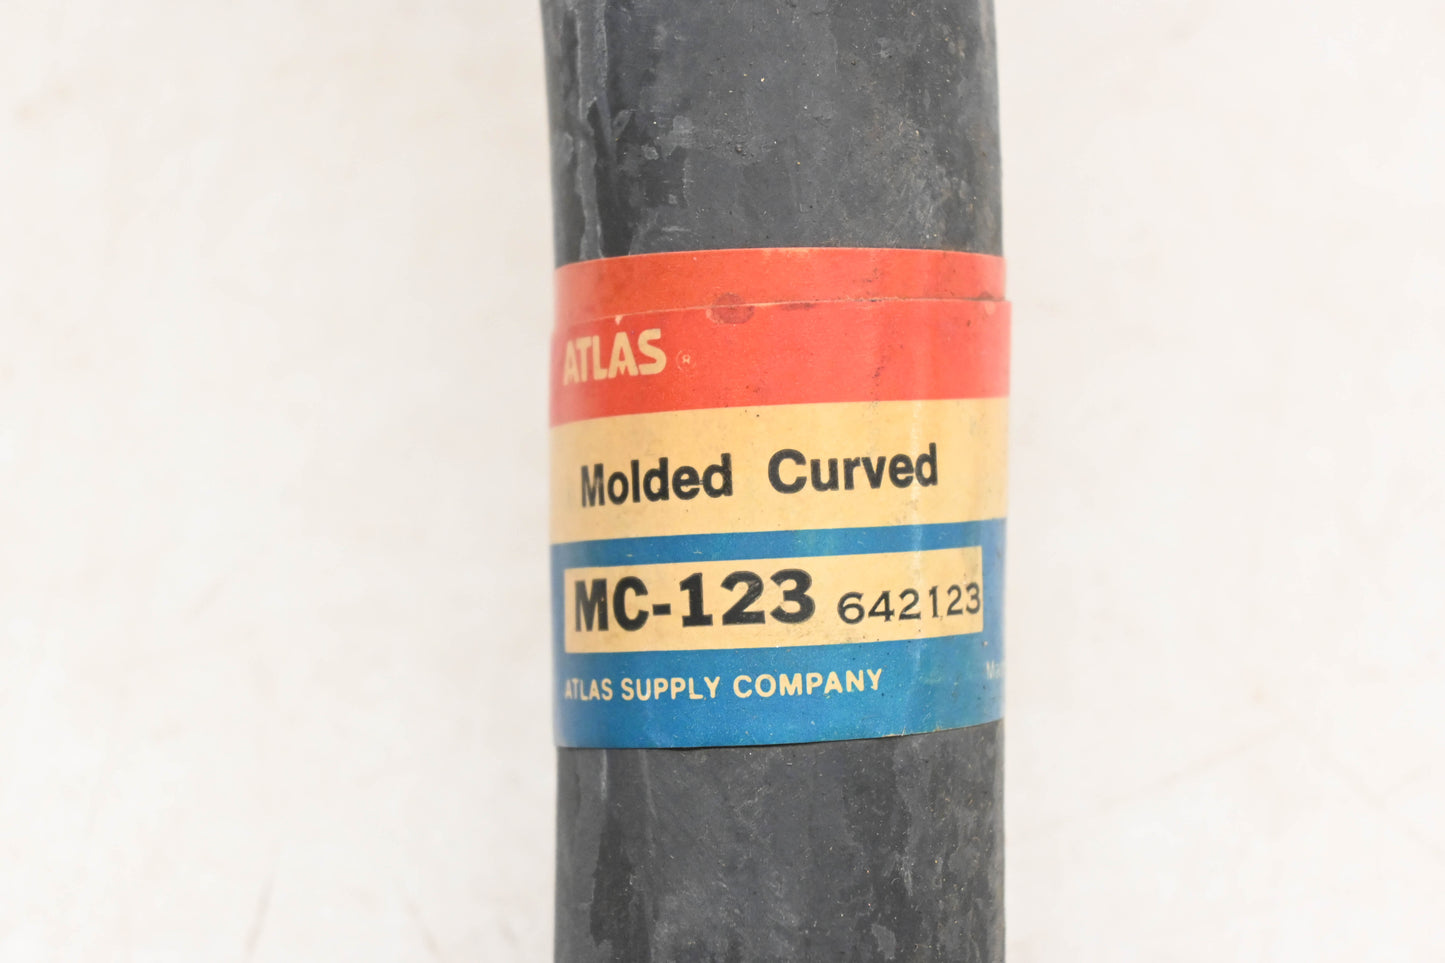 ATLAS ®
Molded Curved
MC-123 642123
ATLAS SUPPLY COMPANY